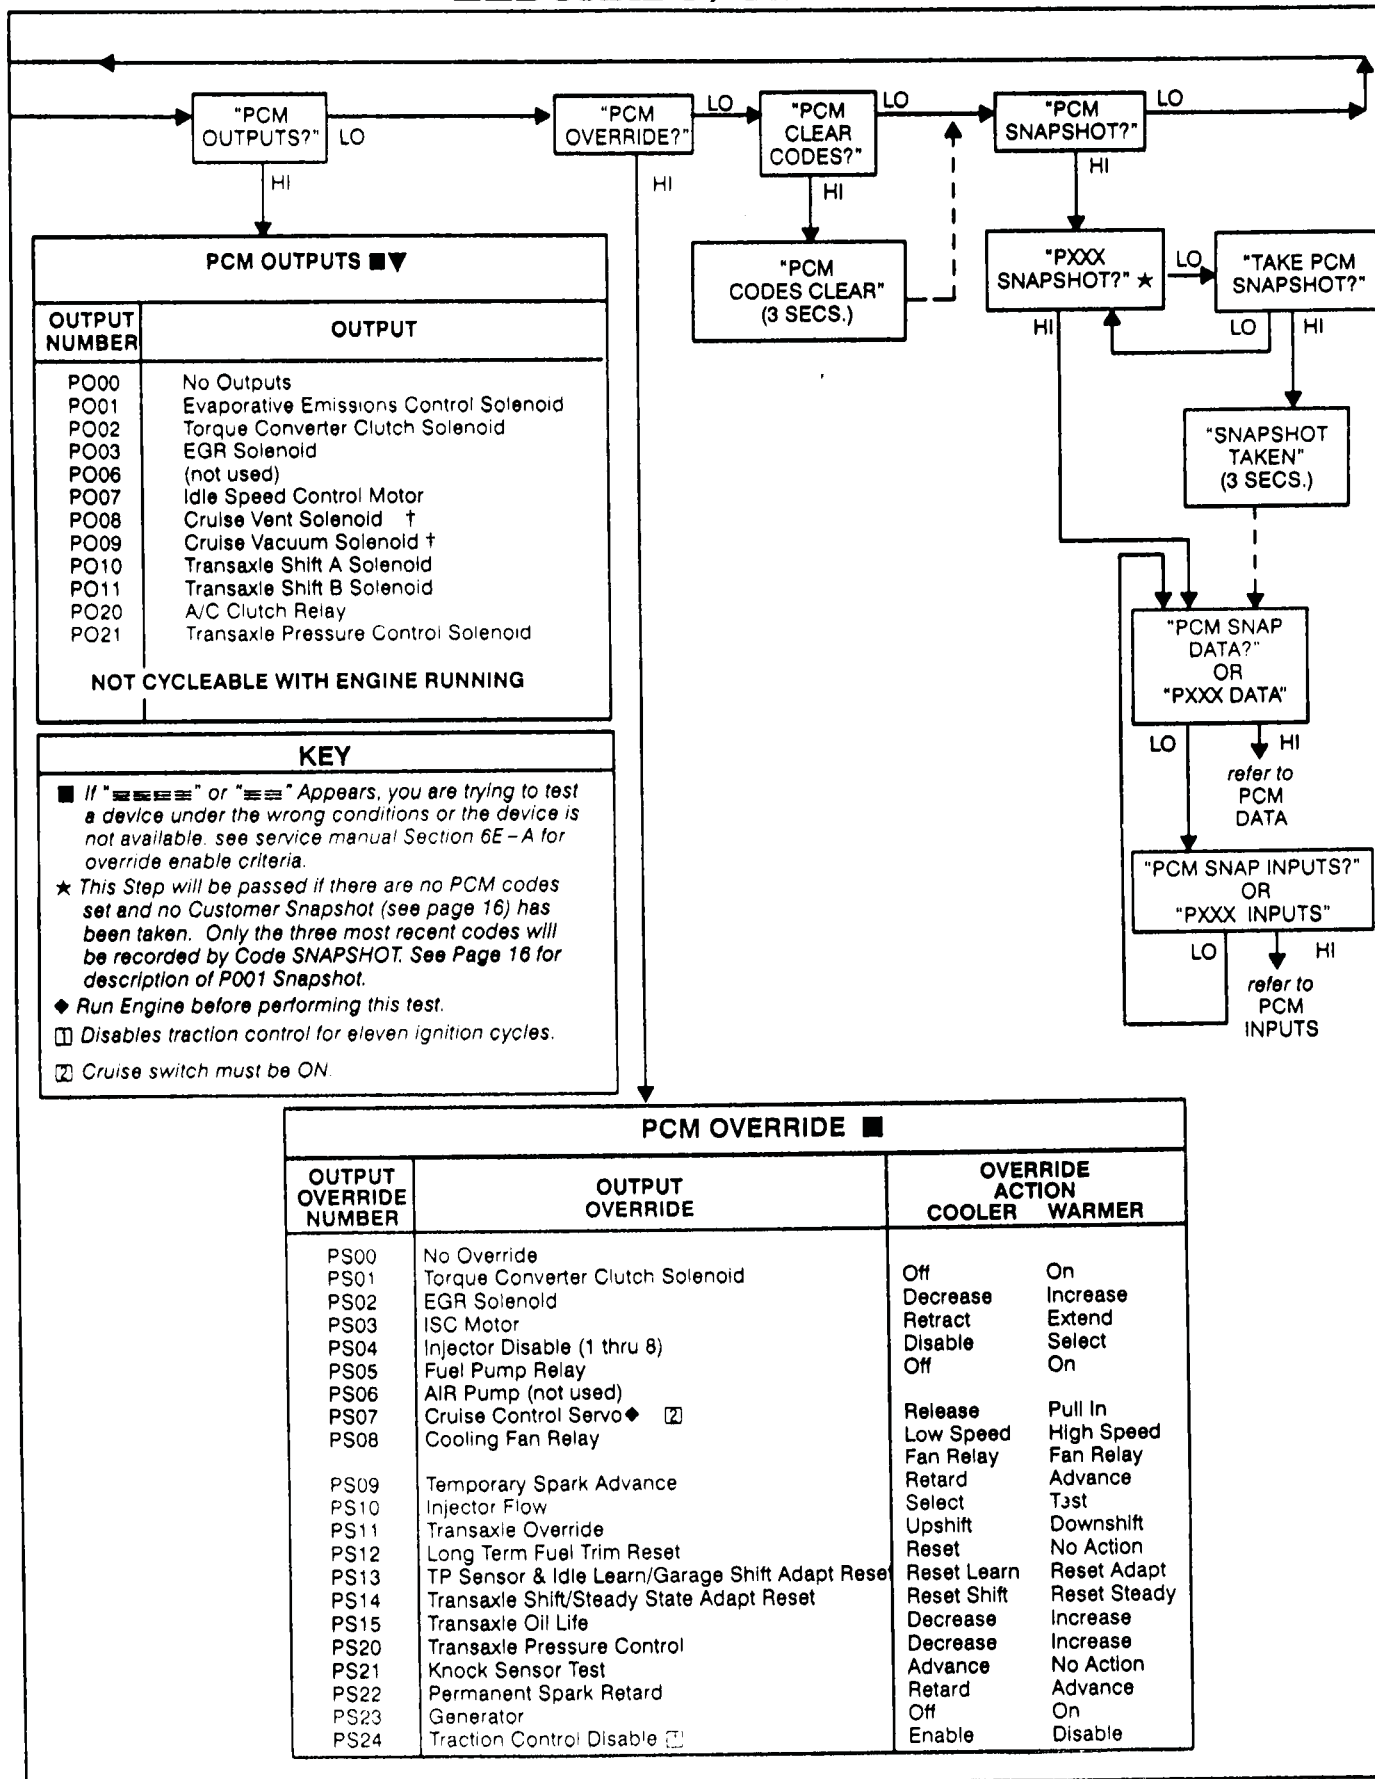 "PCM OUTPUTS?"
LO
HI
"PCM OVERRIDE?"
LO
HI
"PCM CLEAR CODES?"
LO
HI
"PCM CODES CLEAR" (3 SECS.)
"PCM SNAPSHOT?"
LO
HI
"PXXX SNAPSHOT?" ★
LO
HI
"TAKE PCM SNAPSHOT?"
LO
HI
"SNAPSHOT TAKEN" (3 SECS.)
"PCM SNAP DATA?" OR "PXXX DATA"
LO
HI
refer to PCM DATA
"PCM SNAP INPUTS?" OR "PXXX INPUTS"
LO
HI
refer to PCM INPUTS
PCM OUTPUTS ■▼
OUTPUT NUMBER OUTPUT
PO00 No Outputs
PO01 Evaporative Emissions Control Solenoid
PO02 Torque Converter Clutch Solenoid
PO03 EGR Solenoid
PO06 (not used)
PO07 Idle Speed Control Motor
PO08 Cruise Vent Solenoid †
PO09 Cruise Vacuum Solenoid †
PO10 Transaxle Shift A Solenoid
PO11 Transaxle Shift B Solenoid
PO20 A/C Clutch Relay
PO21 Transaxle Pressure Control Solenoid
NOT CYCLEABLE WITH ENGINE RUNNING
KEY
■ If "≡≡≡≡" or "≡≡" Appears, you are trying to test
a device under the wrong conditions or the device is
not available. see service manual Section 6E-A for
override enable criteria.
★ This Step will be passed if there are no PCM codes
set and no Customer Snapshot (see page 16) has
been taken. Only the three most recent codes will
be recorded by Code SNAPSHOT. See Page 16 for
description of P001 Snapshot.
◆ Run Engine before performing this test.
[1] Disables traction control for eleven ignition cycles.
[2] Cruise switch must be ON.
PCM OVERRIDE ■
OUTPUT OVERRIDE NUMBER OUTPUT OVERRIDE OVERRIDE ACTION COOLER WARMER
PS00 No Override
PS01 Torque Converter Clutch Solenoid Off On
PS02 EGR Solenoid Decrease Increase
PS03 ISC Motor Retract Extend
PS04 Injector Disable (1 thru 8) Disable Select
PS05 Fuel Pump Relay Off On
PS06 AIR Pump (not used)
PS07 Cruise Control Servo◆ [2] Release Pull In
PS08 Cooling Fan Relay Low Speed High Speed
Fan Relay Fan Relay
PS09 Temporary Spark Advance Retard Advance
PS10 Injector Flow Select Test
PS11 Transaxle Override Upshift Downshift
PS12 Long Term Fuel Trim Reset Reset No Action
PS13 TP Sensor & Idle Learn/Garage Shift Adapt Reset Reset Learn Reset Adapt
PS14 Transaxle Shift/Steady State Adapt Reset Reset Shift Reset Steady
PS15 Transaxle Oil Life Decrease Increase
PS20 Transaxle Pressure Control Decrease Increase
PS21 Knock Sensor Test Advance No Action
PS22 Permanent Spark Retard Retard Advance
PS23 Generator Off On
PS24 Traction Control Disable [1] Enable Disable